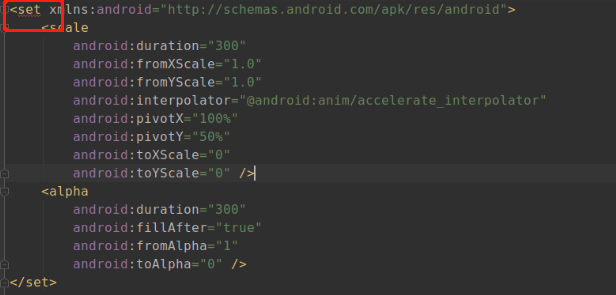 <set xmlns:android="http://schemas.android.com/apk/res/android">
    <scale
        android:duration="300"
        android:fromXScale="1.0"
        android:fromYScale="1.0"
        android:interpolator="@android:anim/accelerate_interpolator"
        android:pivotX="100%"
        android:pivotY="50%"
        android:toXScale="0"
        android:toYScale="0" />
    <alpha
        android:duration="300"
        android:fillAfter="true"
        android:fromAlpha="1"
        android:toAlpha="0" />
</set>